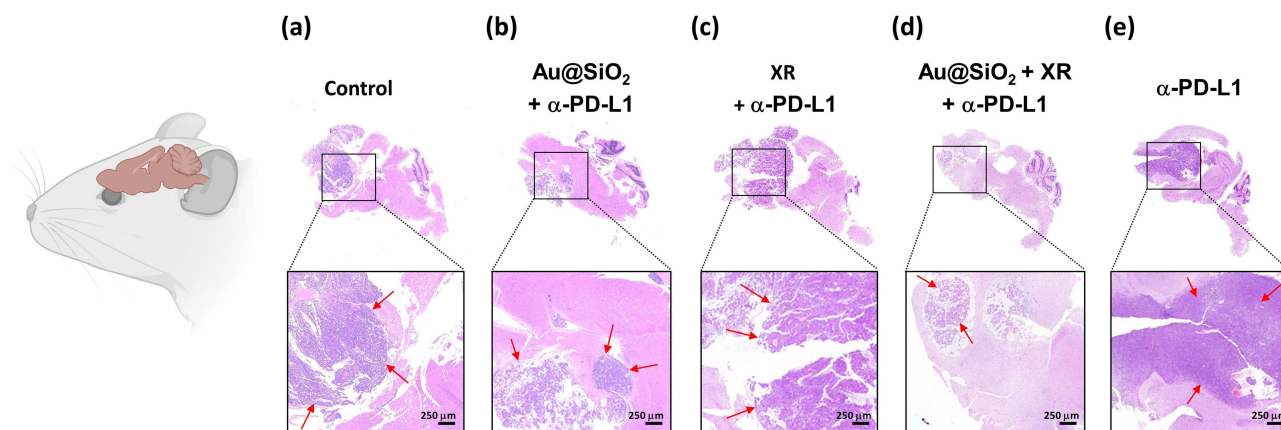 (a)
Control
(b)
Au@SiO₂
+ α-PD-L1
(c)
XR
+ α-PD-L1
(d)
Au@SiO₂ + XR
+ α-PD-L1
(e)
α-PD-L1
250 μm
250 μm
250 μm
250 μm
250 μm